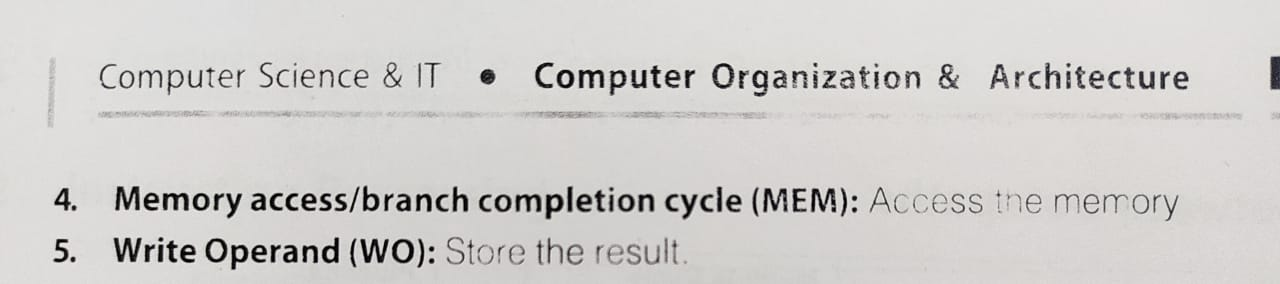 Computer Science & IT • Computer Organization & Architecture
4. Memory access/branch completion cycle (MEM): Access the memory
5. Write Operand (WO): Store the result.